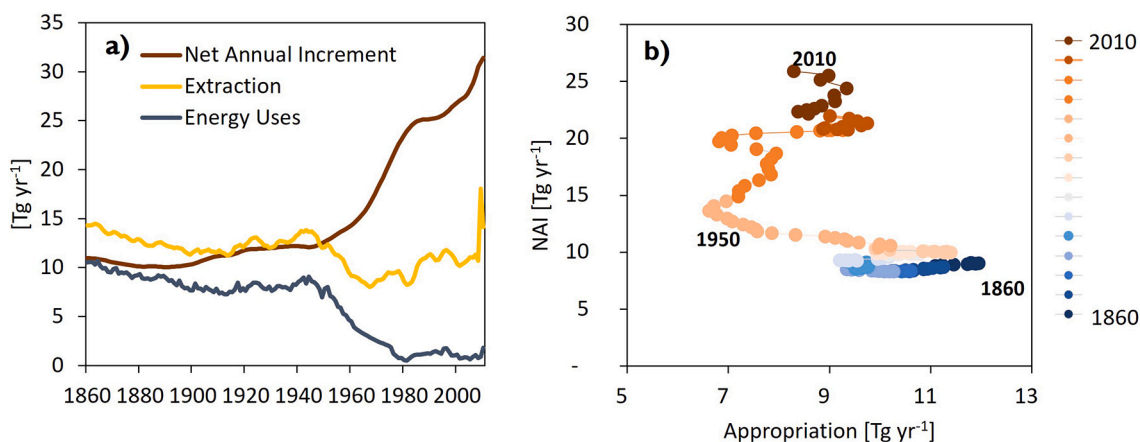 a)
Net Annual Increment
Extraction
Energy Uses
[Tg yr-1]
35
30
25
20
15
10
5
0
1860 1880 1900 1920 1940 1960 1980 2000
b)
2010
1950
1860
NAI [Tg yr-1]
30
25
20
15
10
5
-
5 7 9 11 13
Appropriation [Tg yr-1]
2010
1860